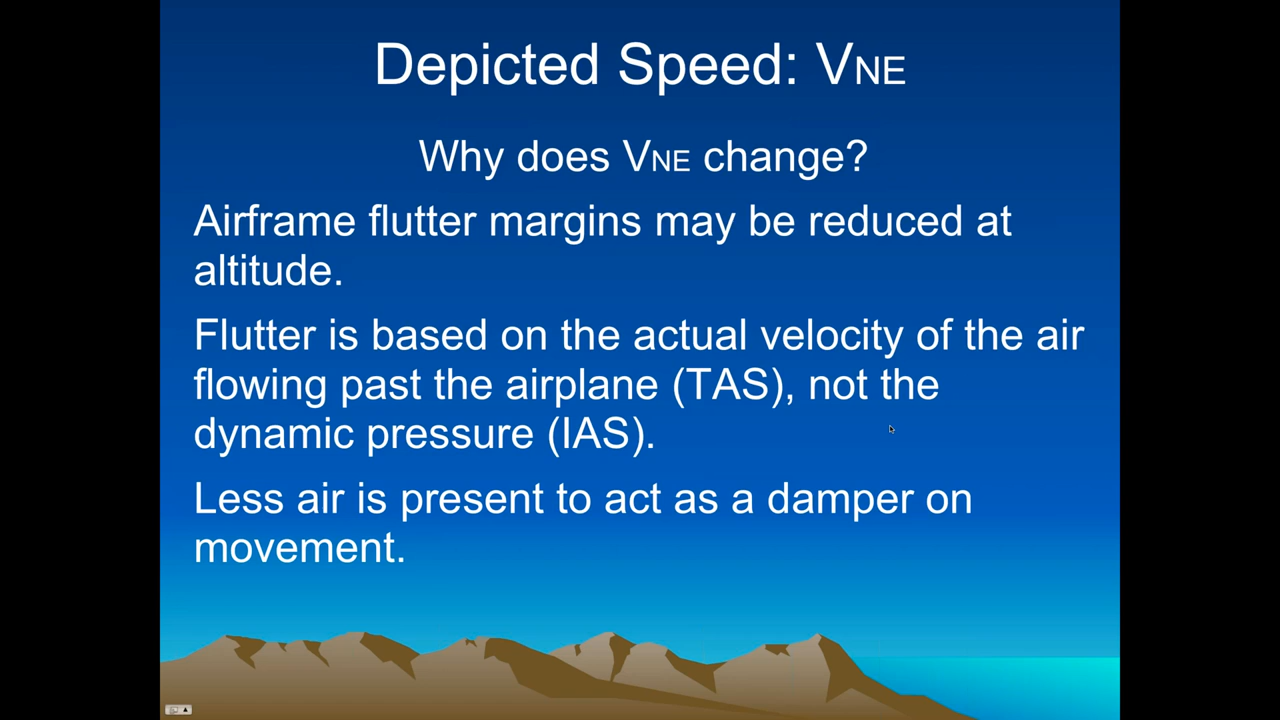 Depicted Speed: VNE
Why does VNE change?
Airframe flutter margins may be reduced at
altitude.
Flutter is based on the actual velocity of the air
flowing past the airplane (TAS), not the
dynamic pressure (IAS).
Less air is present to act as a damper on
movement.